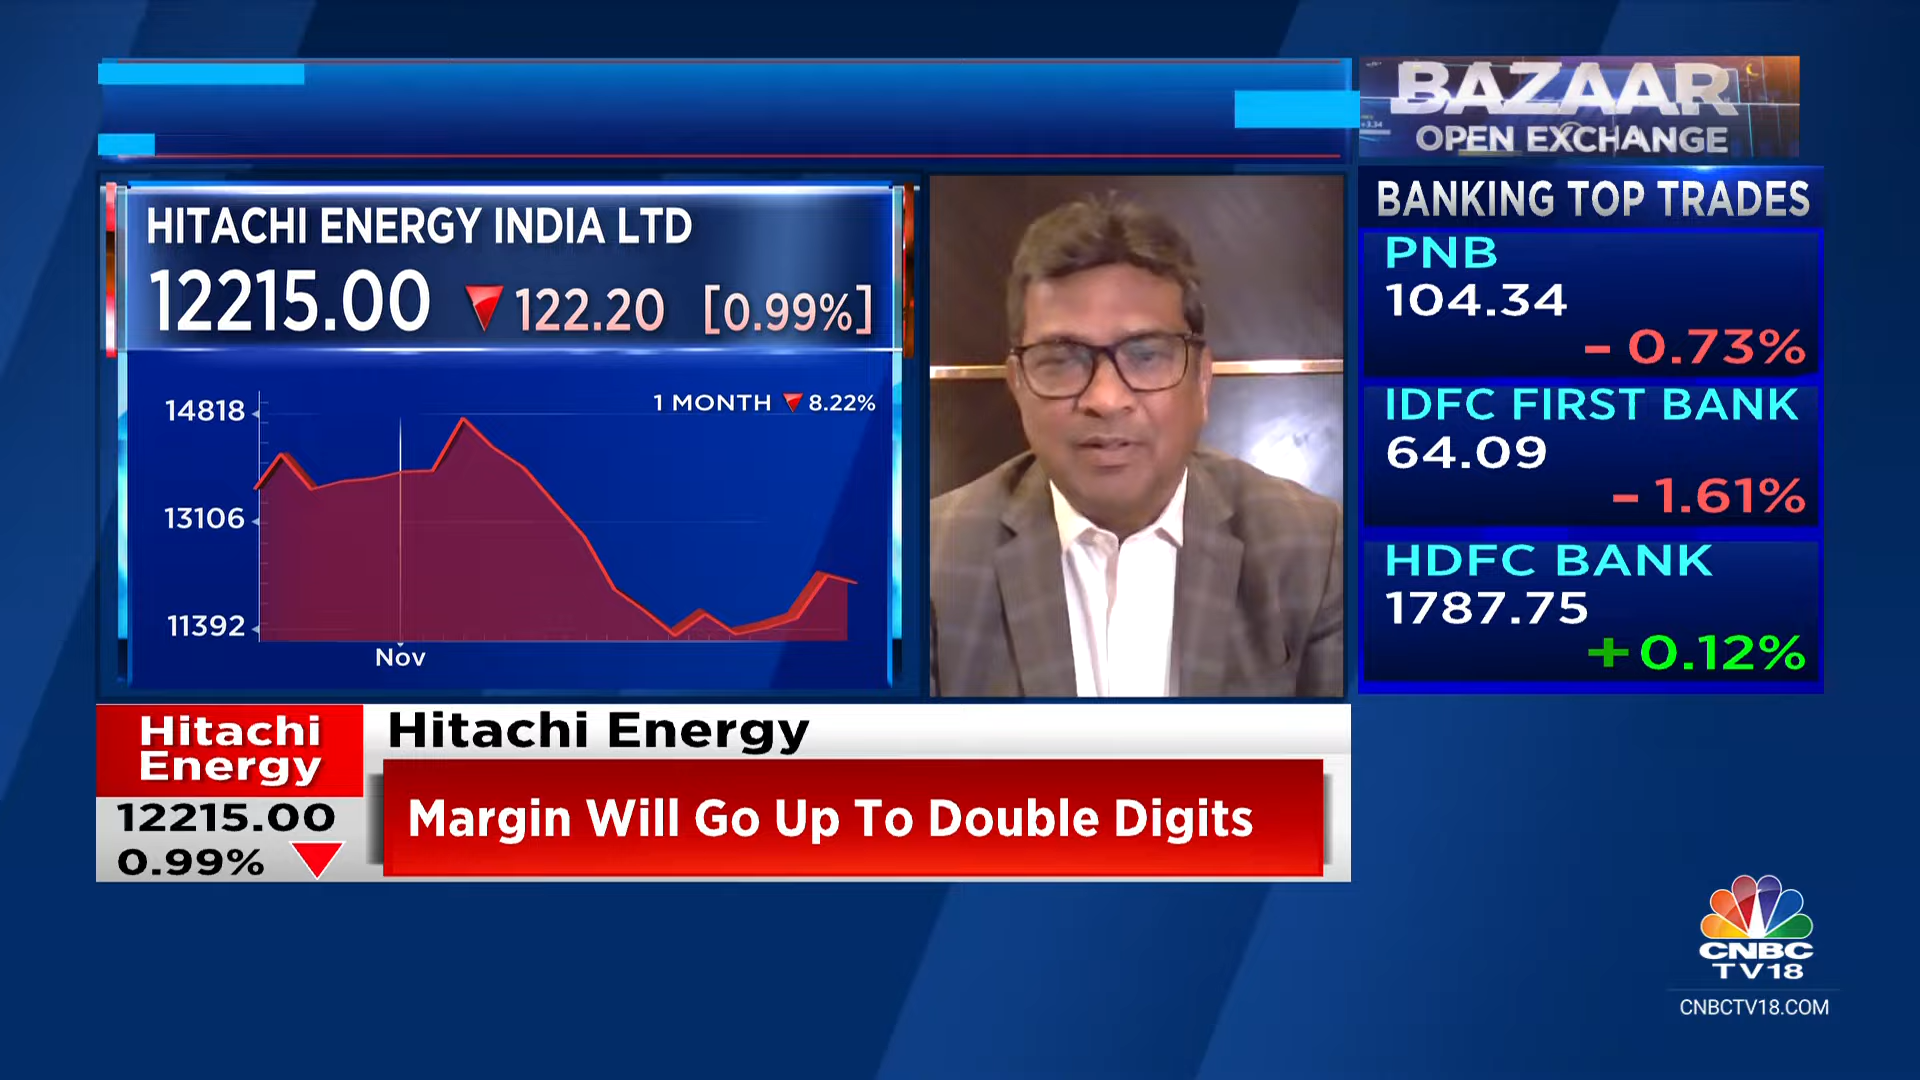 BAZAAR
OPEN EXCHANGE
HITACHI ENERGY INDIA LTD
12215.00 ▼ 122.20 [0.99%]
1 MONTH ▼ 8.22%
14818
13106
11392
Nov
BANKING TOP TRADES
PNB
104.34
- 0.73%
IDFC FIRST BANK
64.09
- 1.61%
HDFC BANK
1787.75
+0.12%
Hitachi
Energy
12215.00
0.99% ▼
Hitachi Energy
Margin Will Go Up To Double Digits
CNBC
TV18
CNBCTV18.COM